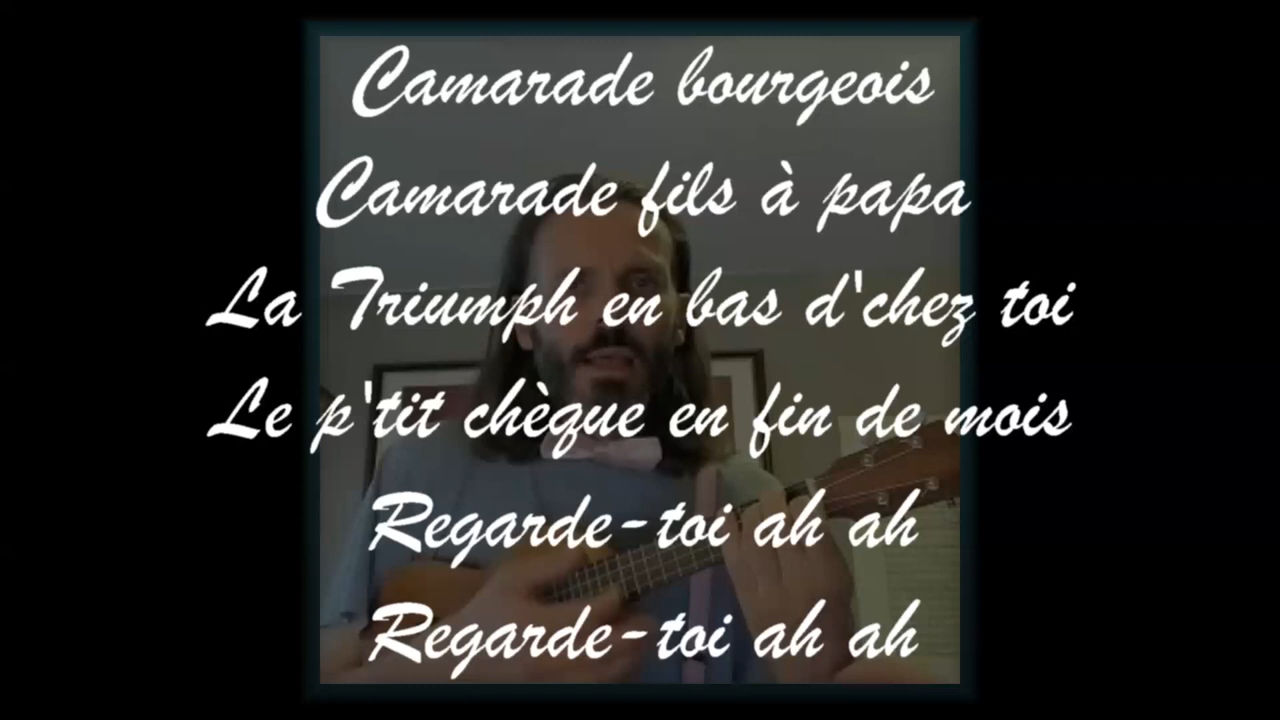 Camarade bourgeois
Camarade fils à papa
La Triumph en bas d'chez toi
Le p'tit chèque en fin de mois
Regarde-toi ah ah
Regarde-toi ah ah